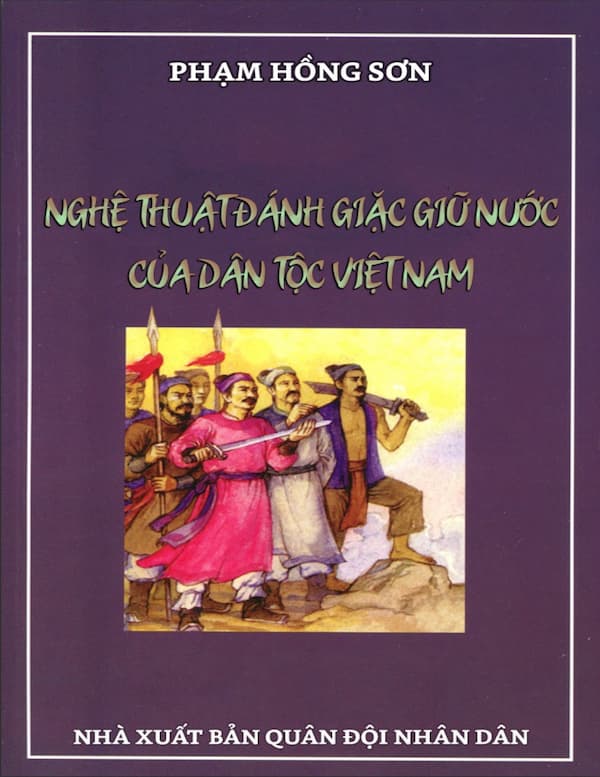 PHẠM HỒNG SƠN
NGHỆ THUẬT ĐÁNH GIẶC GIỮ NƯỚC
CỦA DÂN TỘC VIỆT NAM
NHÀ XUẤT BẢN QUÂN ĐỘI NHÂN DÂN